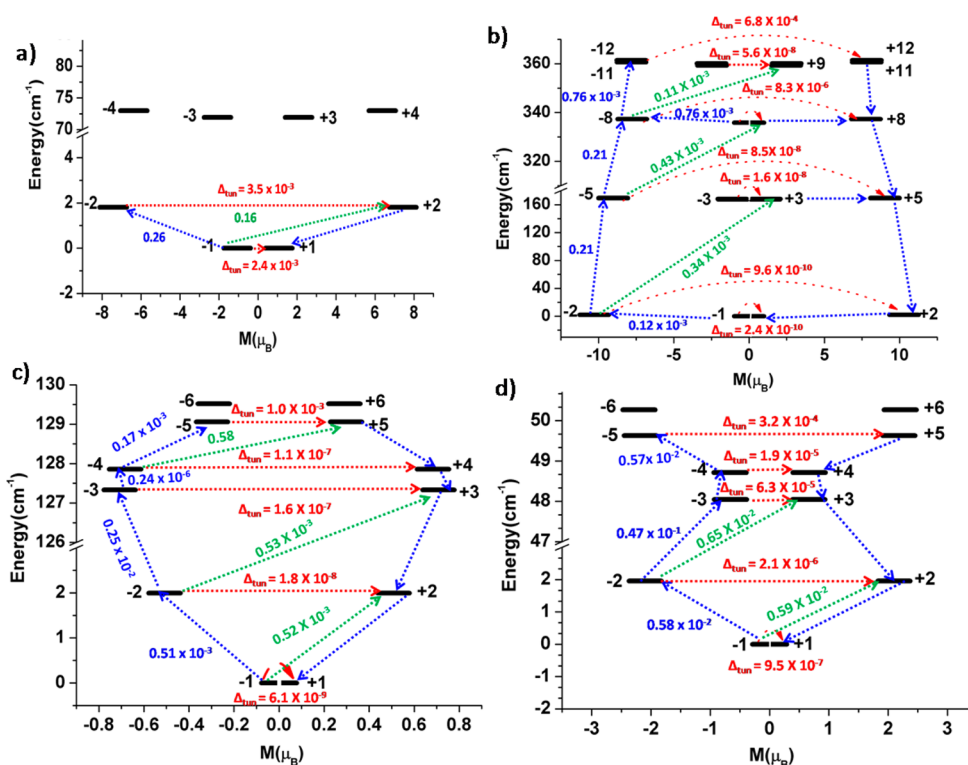 a)
Energy(cm⁻¹)
80
75
70
4
2
0
-2
-4
-3
+3
+4
-2
+2
-1
+1
Δtun = 3.5 x 10⁻³
0.16
0.26
Δtun = 2.4 x 10⁻³
-8 -6 -4 -2 0 2 4 6 8
M(μB)
b)
Energy(cm⁻¹)
360
340
320
160
120
80
40
0
Δtun = 6.8 X 10⁻⁴
-12
-11
+12
+11
Δtun = 5.6 X 10⁻⁸
+9
0.76 x 10⁻³
0.11 X 10⁻³
Δtun = 8.3 X 10⁻⁶
-8
0.76 x 10⁻³
+8
0.21
0.43 X 10⁻³
Δtun = 8.5X 10⁻⁸
Δtun = 1.6 X 10⁻⁸
-5
-3
+3
+5
0.21
0.34 X 10⁻³
Δtun = 9.6 X 10⁻¹⁰
-2
-1
+2
0.12 x 10⁻³
Δtun = 2.4 X 10⁻¹⁰
-10 -5 0 5 10
M(μB)
c)
Energy(cm⁻¹)
130
129
128
127
126
2
1
0
-6
+6
Δtun = 1.0 X 10⁻³
-5
+5
0.17 x 10⁻³
0.58
-4
+4
Δtun = 1.1 X 10⁻⁷
0.24 x 10⁻⁶
-3
+3
Δtun = 1.6 X 10⁻⁷
0.25 x 10⁻²
0.53 X 10⁻³
Δtun = 1.8 X 10⁻⁸
-2
+2
0.51 x 10⁻³
0.52 X 10⁻³
-1
+1
Δtun = 6.1 X 10⁻⁹
-0.8 -0.6 -0.4 -0.2 0.0 0.2 0.4 0.6 0.8
M(μB)
d)
Energy(cm⁻¹)
50
49
48
47
2
1
0
-1
-2
-6
+6
Δtun = 3.2 X 10⁻⁴
-5
+5
0.57 x 10⁻²
Δtun = 1.9 X 10⁻⁵
-4
+4
Δtun = 6.3 X 10⁻⁵
-3
+3
0.47 x 10⁻¹
0.65 X 10⁻²
Δtun = 2.1 X 10⁻⁶
-2
+2
0.58 x 10⁻²
0.59 X 10⁻²
-1
+1
Δtun = 9.5 X 10⁻⁷
-3 -2 -1 0 1 2 3
M(μB)